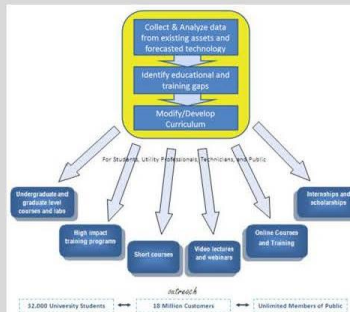 Collect & Analyze data
from existing assets and
forecasted technology
Identify educational and
training gaps
Modify/Develop
Curriculum
For Students, Utility Professionals, Technicians, and Public
Undergraduate and
graduate level
courses and labs
High impact
training programs
Short courses
Video lectures
and webinars
Online Courses
and Training
Internships and
scholarships
outreach
32,000 University Students
18 Million Customers
Unlimited Members of Public